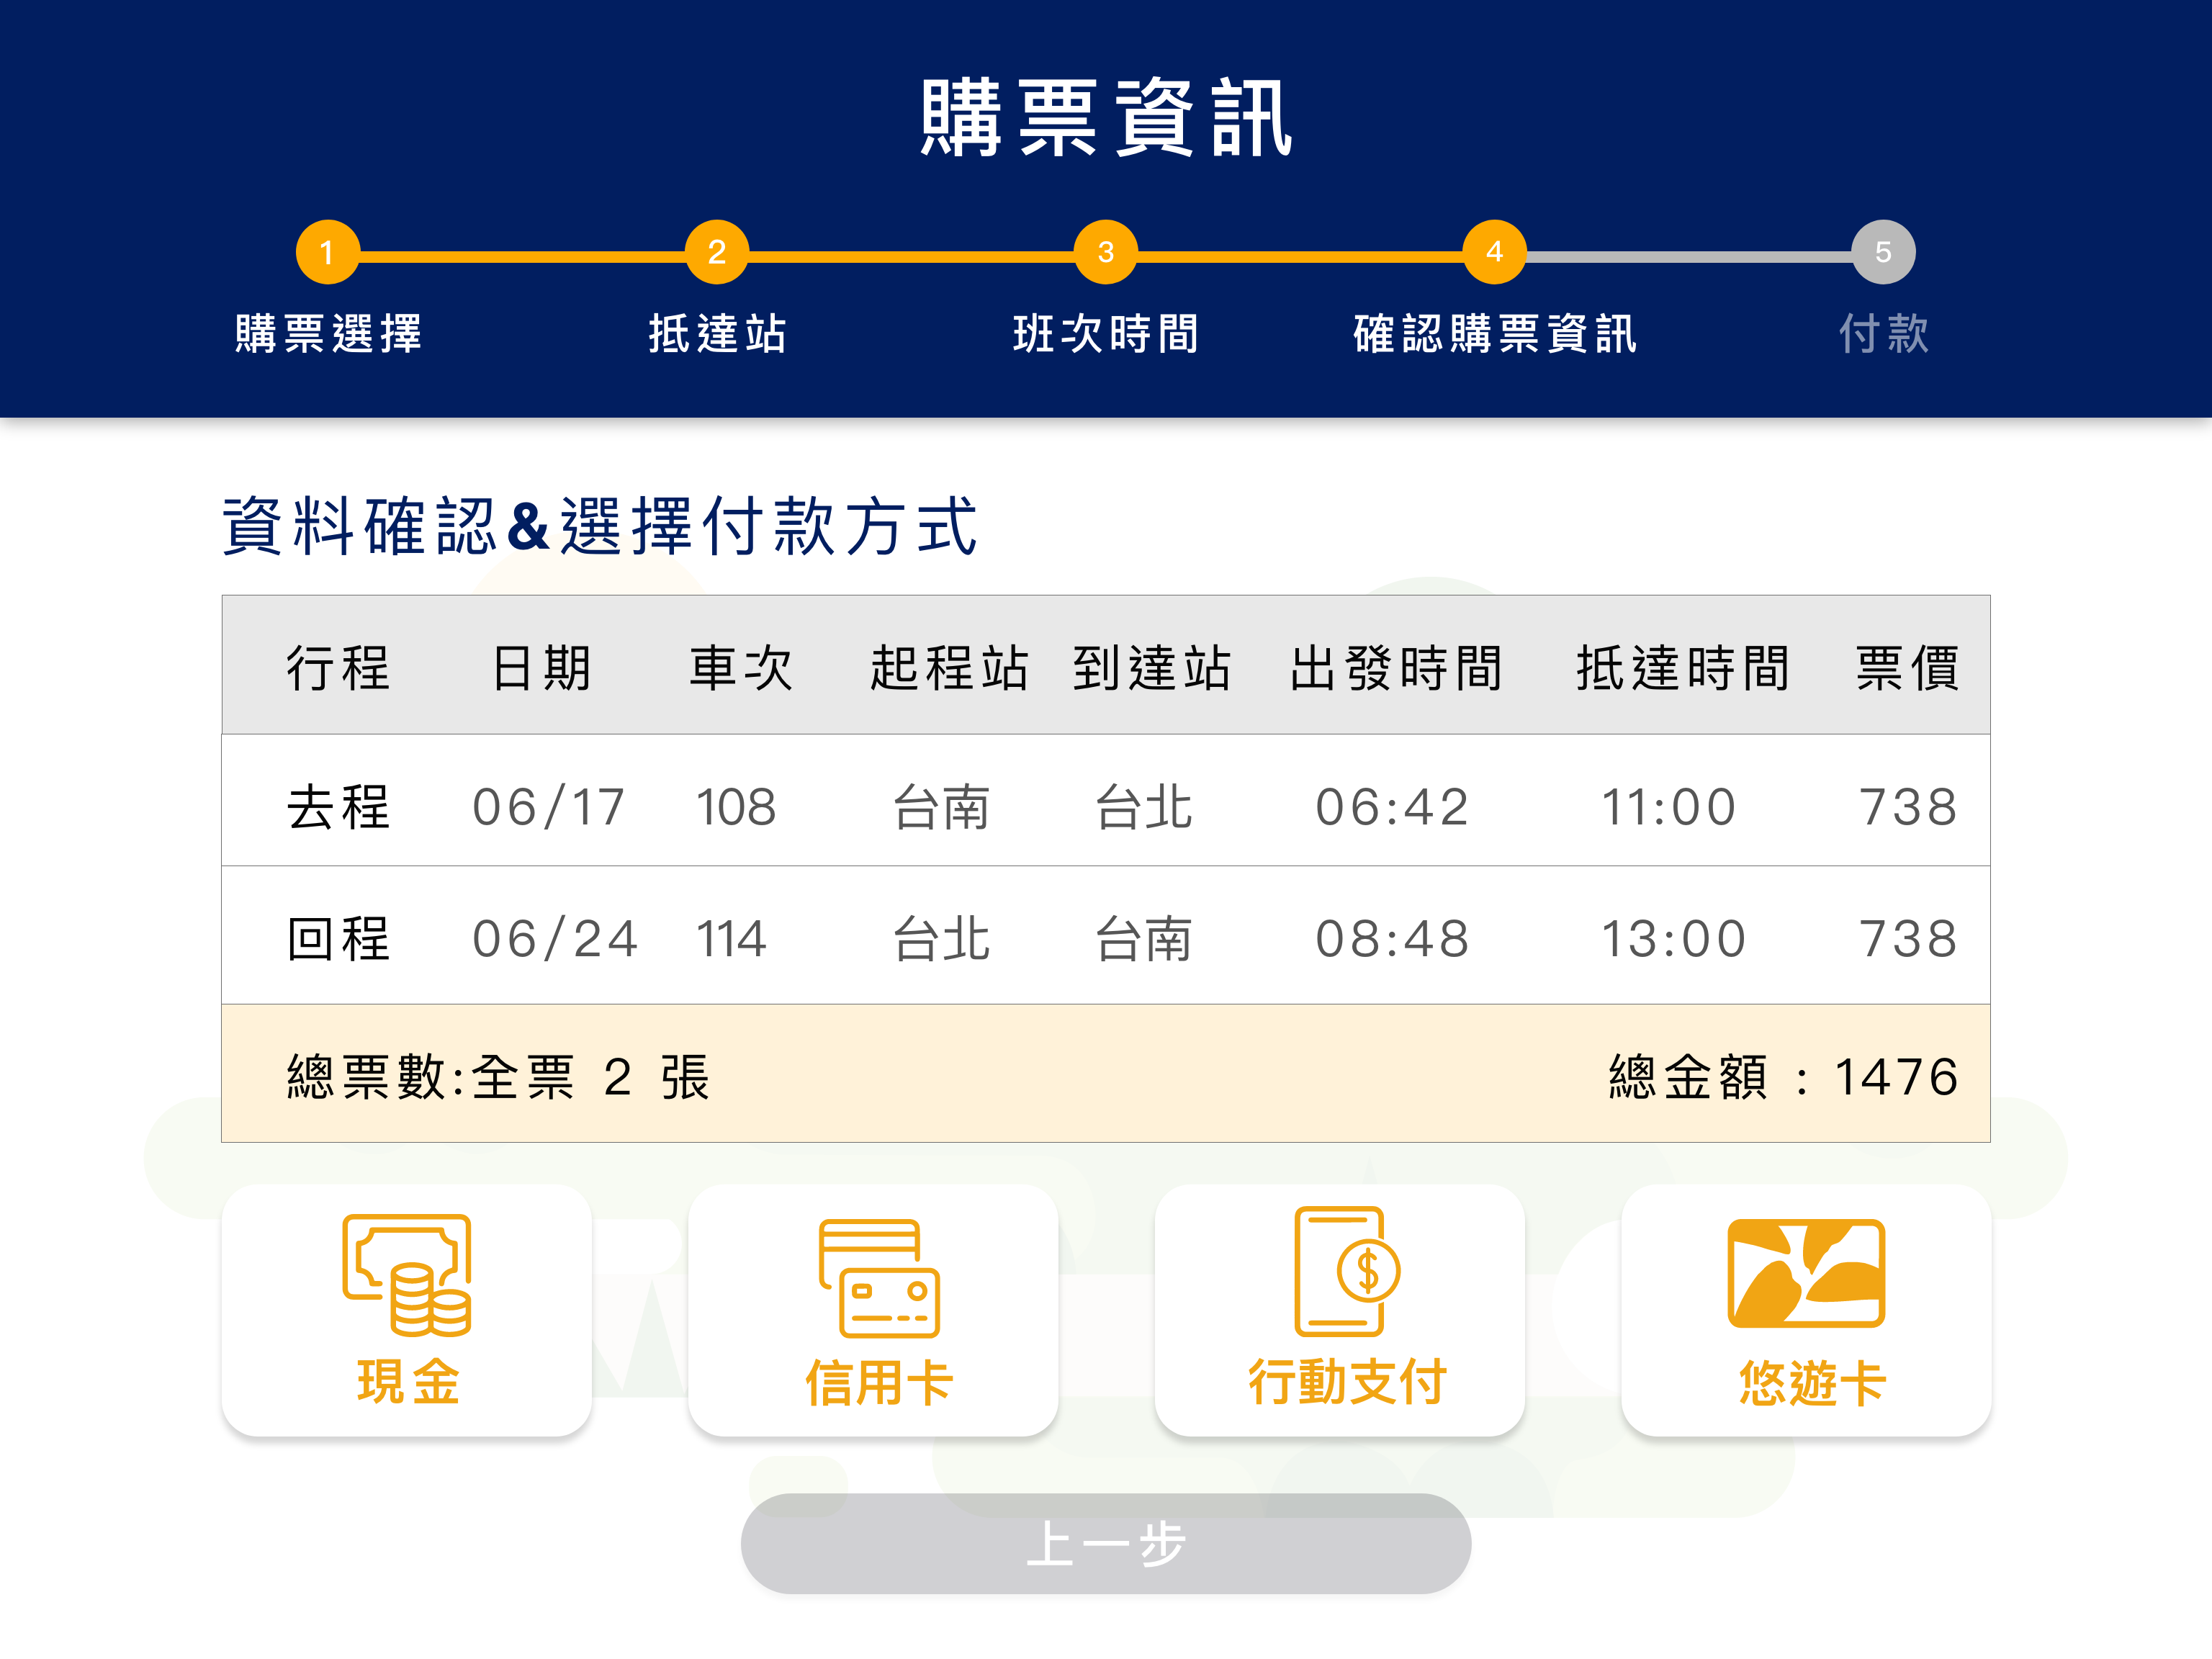 購票資訊
1 2 3 4 5
購票選擇 抵達站 班次時間 確認購票資訊 付款
資料確認&選擇付款方式
行程 日期 車次 起程站 到達站 出發時間 抵達時間 票價
去程 06/17 108 台南 台北 06:42 11:00 738
回程 06/24 114 台北 台南 08:48 13:00 738
總票數:全票 2 張 總金額 : 1476
現金 信用卡 行動支付 悠遊卡
上一步